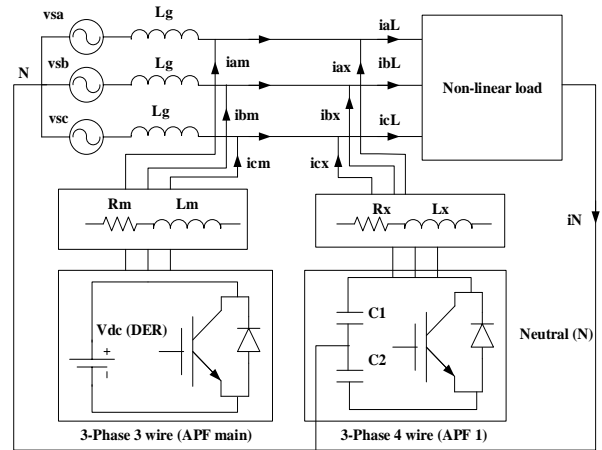 vsa
Lg
iaL
N
vsb
Lg
iam
iax
ibL
Non-linear load
vsc
Lg
ibm
ibx
icL
icm
icx
Rm
Lm
Rx
Lx
iN
Vdc (DER)
+
C1
C2
Neutral (N)
3-Phase 3 wire (APF main)
3-Phase 4 wire (APF 1)